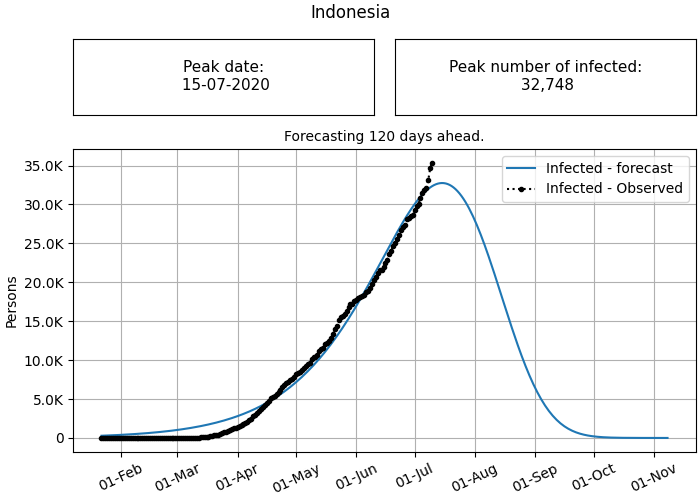 Indonesia
Peak date:
15-07-2020
Peak number of infected:
32,748
Forecasting 120 days ahead.
Infected - forecast
Infected - Observed
35.0K
30.0K
25.0K
20.0K
15.0K
10.0K
5.0K
0
Persons
01-Feb
01-Mar
01-Apr
01-May
01-Jun
01-Jul
01-Aug
01-Sep
01-Oct
01-Nov